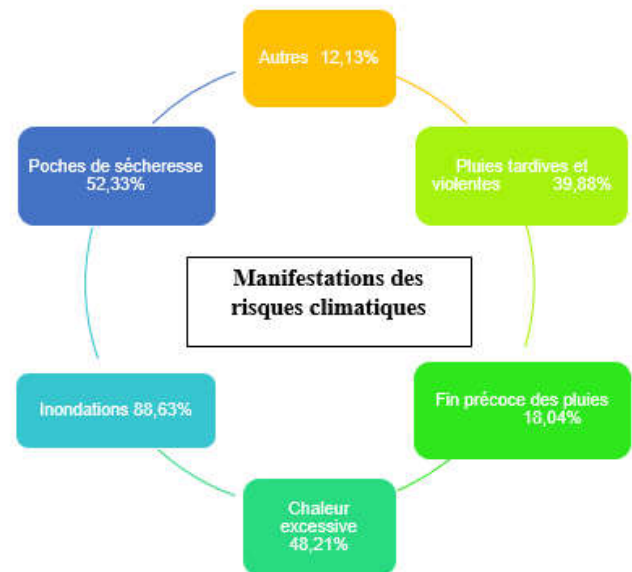 Autres 12,13%
Pluies tardives et
violentes 39,88%
Fin précoce des pluies
18,04%
Chaleur
excessive
48,21%
Inondations 88,63%
Poches de sécheresse
52,33%
Manifestations des
risques climatiques